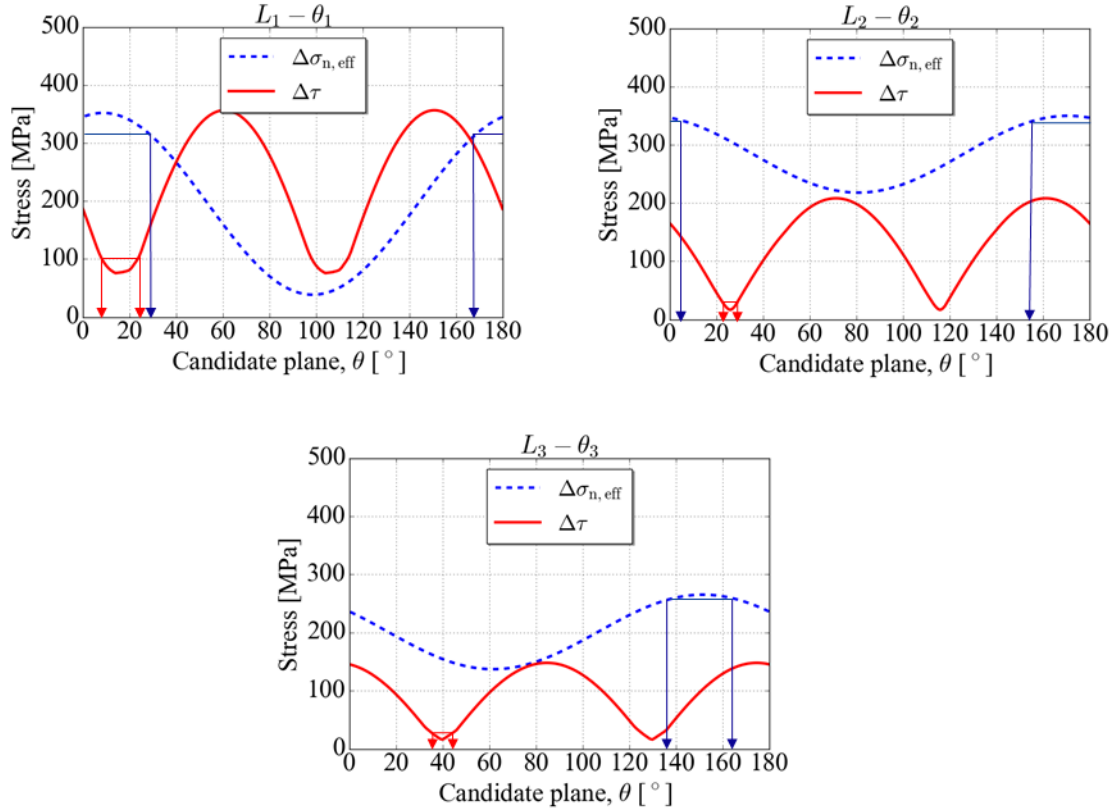 L₁ − θ₁
500
400
300
200
100
0
Stress [MPa]
Δσn, eff
Δτ
0 20 40 60 80 100 120 140 160 180
Candidate plane, θ [°]
L₂ − θ₂
500
400
300
200
100
0
Stress [MPa]
Δσn, eff
Δτ
0 20 40 60 80 100 120 140 160 180
Candidate plane, θ [°]
L₃ − θ₃
500
400
300
200
100
0
Stress [MPa]
Δσn, eff
Δτ
0 20 40 60 80 100 120 140 160 180
Candidate plane, θ [°]